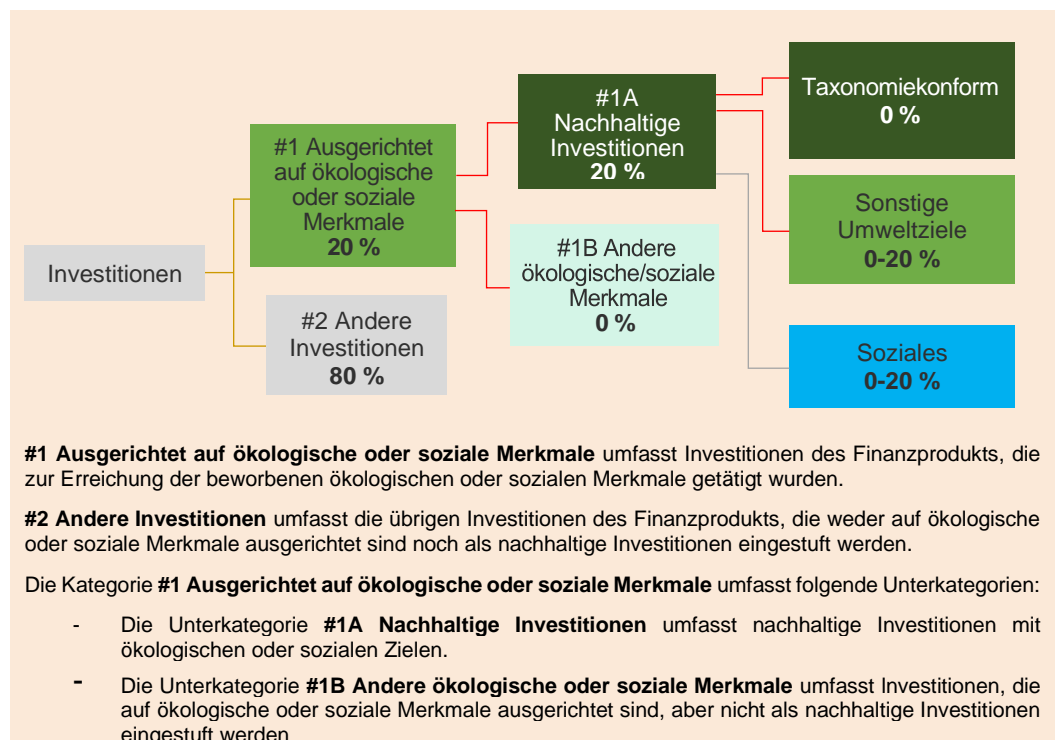 Investitionen
#1 Ausgerichtet
auf ökologische
oder soziale
Merkmale
20 %
#2 Andere
Investitionen
80 %
#1A
Nachhaltige
Investitionen
20 %
#1B Andere
ökologische/soziale
Merkmale
0 %
Taxonomiekonform
0 %
Sonstige
Umweltziele
0-20 %
Soziales
0-20 %
#1 Ausgerichtet auf ökologische oder soziale Merkmale umfasst Investitionen des Finanzprodukts, die
zur Erreichung der beworbenen ökologischen oder sozialen Merkmale getätigt wurden.
#2 Andere Investitionen umfasst die übrigen Investitionen des Finanzprodukts, die weder auf ökologische
oder soziale Merkmale ausgerichtet sind noch als nachhaltige Investitionen eingestuft werden.
Die Kategorie #1 Ausgerichtet auf ökologische oder soziale Merkmale umfasst folgende Unterkategorien:
- Die Unterkategorie #1A Nachhaltige Investitionen umfasst nachhaltige Investitionen mit
ökologischen oder sozialen Zielen.
- Die Unterkategorie #1B Andere ökologische oder soziale Merkmale umfasst Investitionen, die
auf ökologische oder soziale Merkmale ausgerichtet sind, aber nicht als nachhaltige Investitionen
eingestuft werden